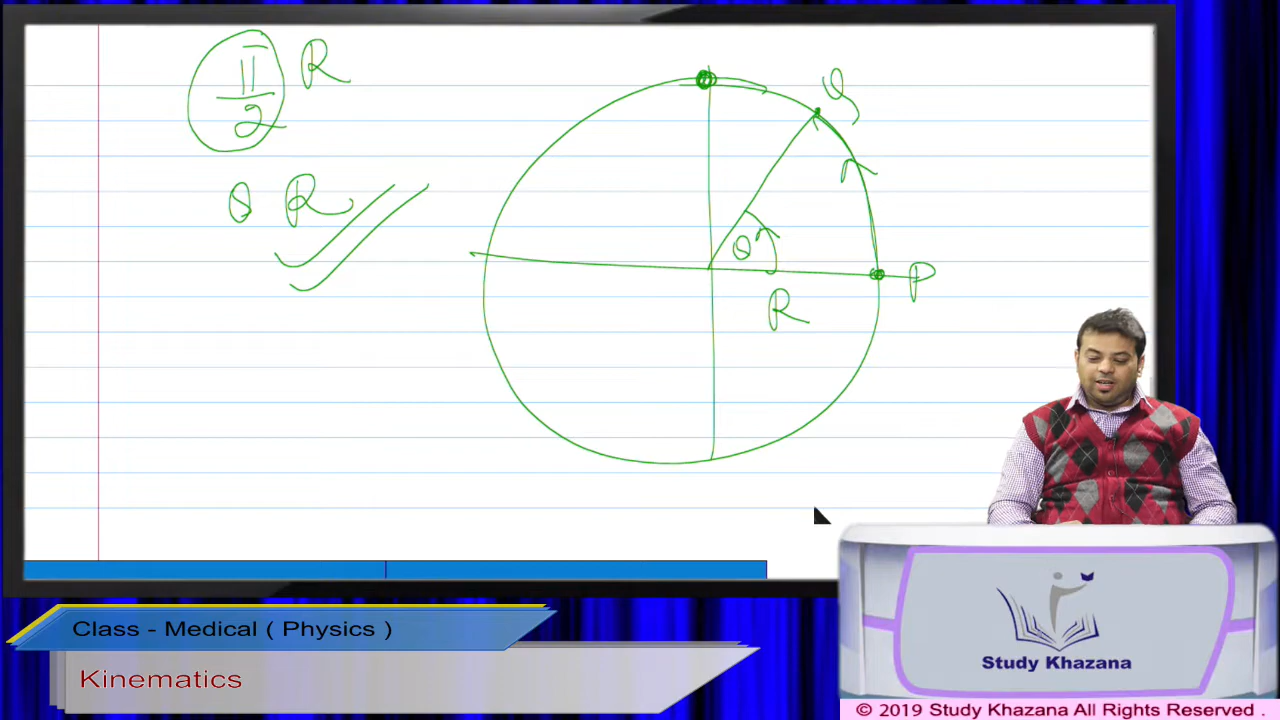 π/2 R
θ R
Q
θ
P
R
Study Khazana
Class - Medical ( Physics )
Kinematics
© 2019 Study Khazana All Rights Reserved .